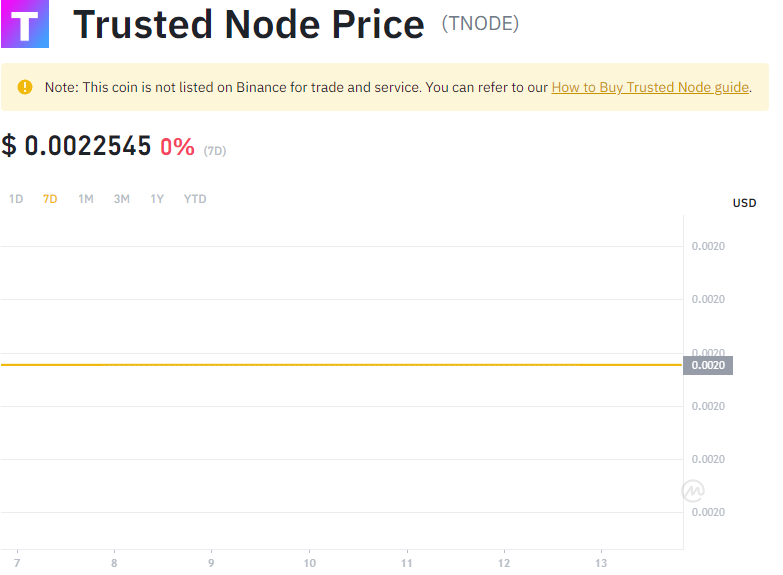 T Trusted Node Price (TNODE)
Note: This coin is not listed on Binance for trade and service. You can refer to our How to Buy Trusted Node guide.
$ 0.0022545 0% (7D)
1D 7D 1M 3M 1Y YTD
USD
0.0020
0.0020
0.0020
0.0020
0.0020
0.0020
0.0020
7 8 9 10 11 12 13